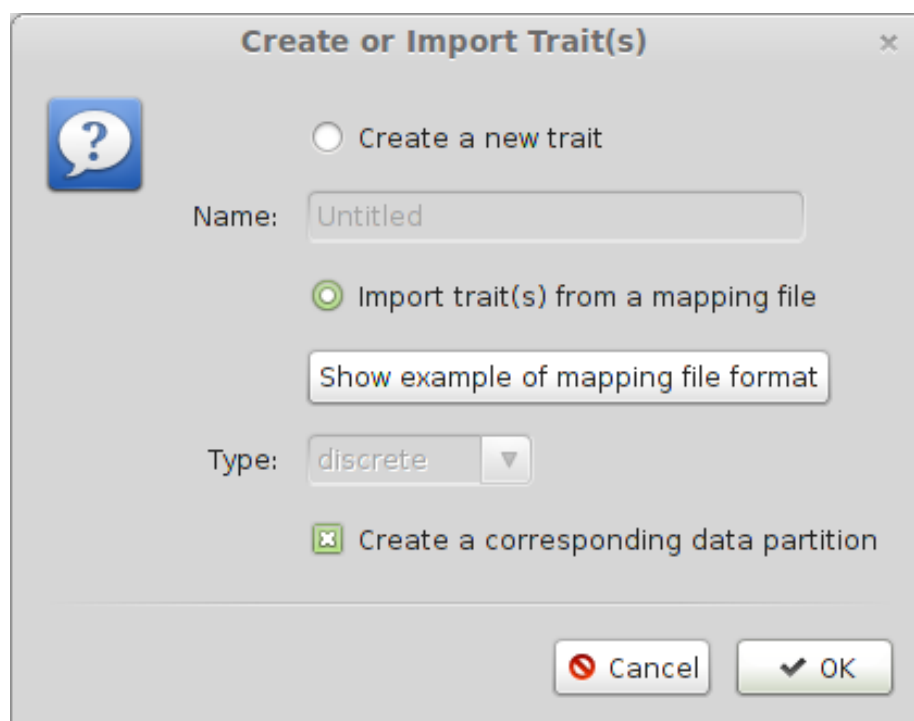 Create or Import Trait(s)
Create a new trait
Name: Untitled
Import trait(s) from a mapping file
Show example of mapping file format
Type: discrete
Create a corresponding data partition
Cancel OK